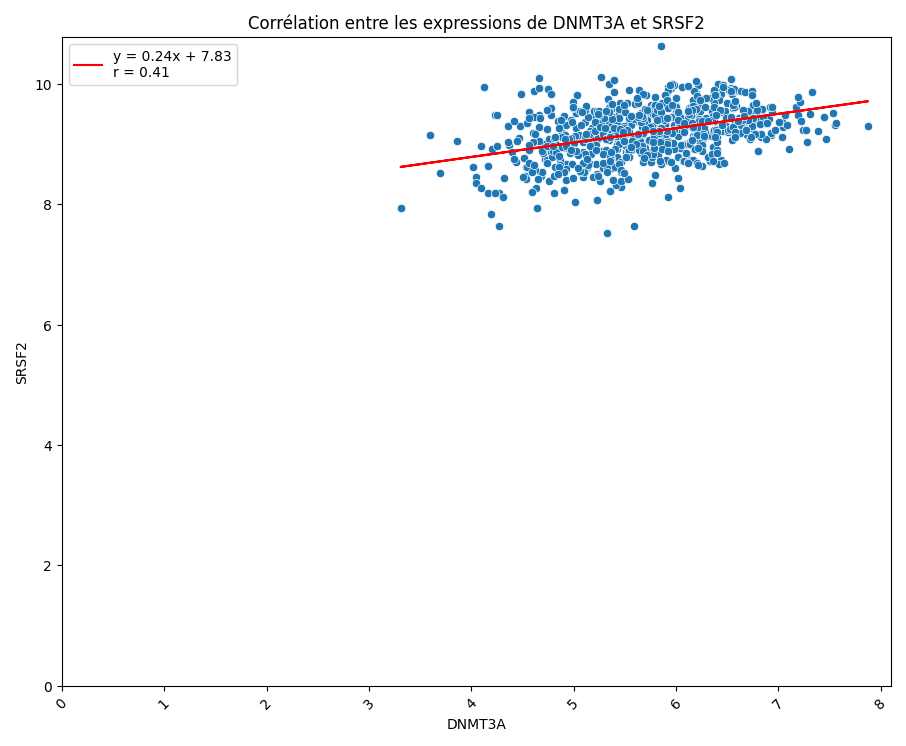 Corrélation entre les expressions de DNMT3A et SRSF2
y = 0.24x + 7.83
r = 0.41
10
8
6
4
2
0
SRSF2
0 1 2 3 4 5 6 7 8
DNMT3A